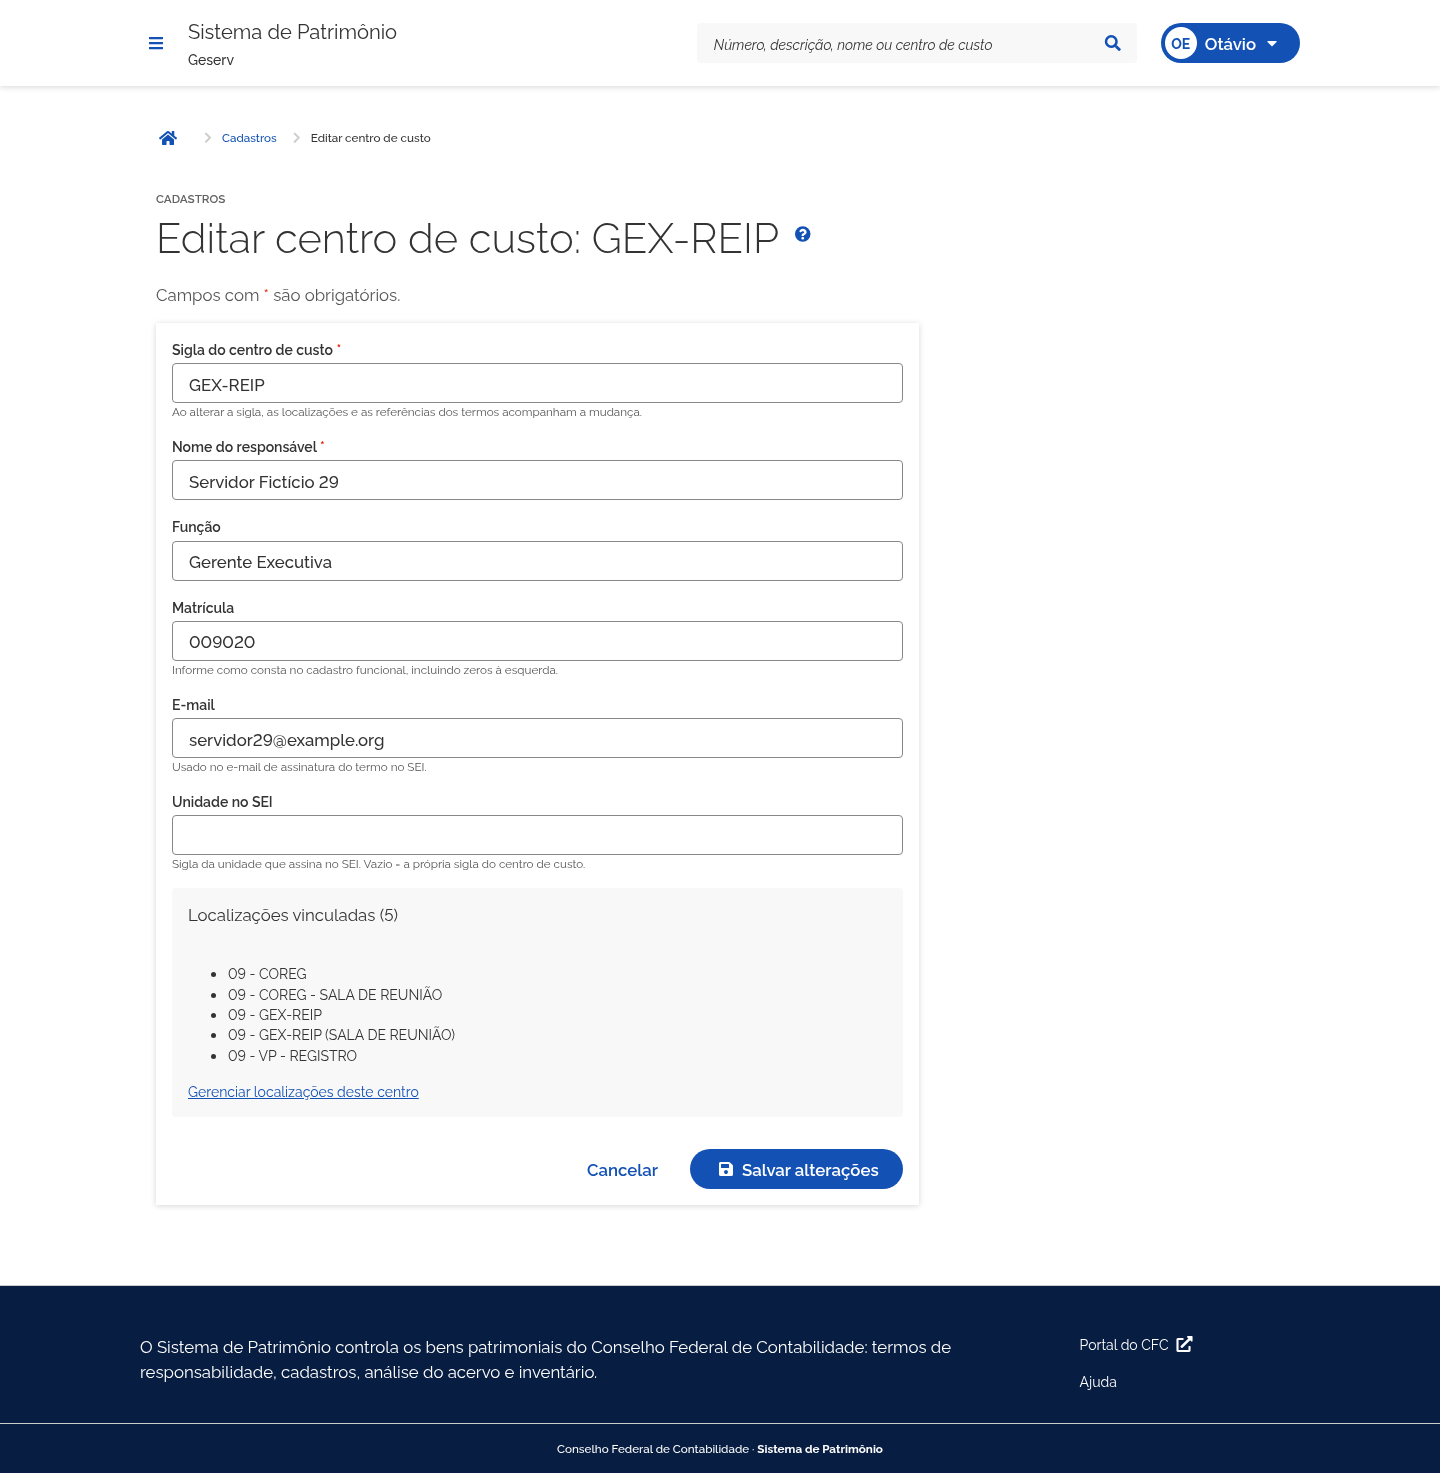 Sistema de Patrimônio
Geserv
Número, descrição, nome ou centro de custo
OE Otávio
Cadastros
Editar centro de custo
CADASTROS
Editar centro de custo: GEX-REIP
Campos com * são obrigatórios.
Sigla do centro de custo *
GEX-REIP
Ao alterar a sigla, as localizações e as referências dos termos acompanham a mudança.
Nome do responsável *
Servidor Fictício 29
Função
Gerente Executiva
Matrícula
009020
Informe como consta no cadastro funcional, incluindo zeros à esquerda.
E-mail
servidor29@example.org
Usado no e-mail de assinatura do termo no SEI.
Unidade no SEI
Sigla da unidade que assina no SEI. Vazio = a própria sigla do centro de custo.
Localizações vinculadas (5)
09 - COREG
09 - COREG - SALA DE REUNIÃO
09 - GEX-REIP
09 - GEX-REIP (SALA DE REUNIÃO)
09 - VP - REGISTRO
Gerenciar localizações deste centro
Cancelar
Salvar alterações
O Sistema de Patrimônio controla os bens patrimoniais do Conselho Federal de Contabilidade: termos de
responsabilidade, cadastros, análise do acervo e inventário.
Portal do CFC
Ajuda
Conselho Federal de Contabilidade · Sistema de Patrimônio